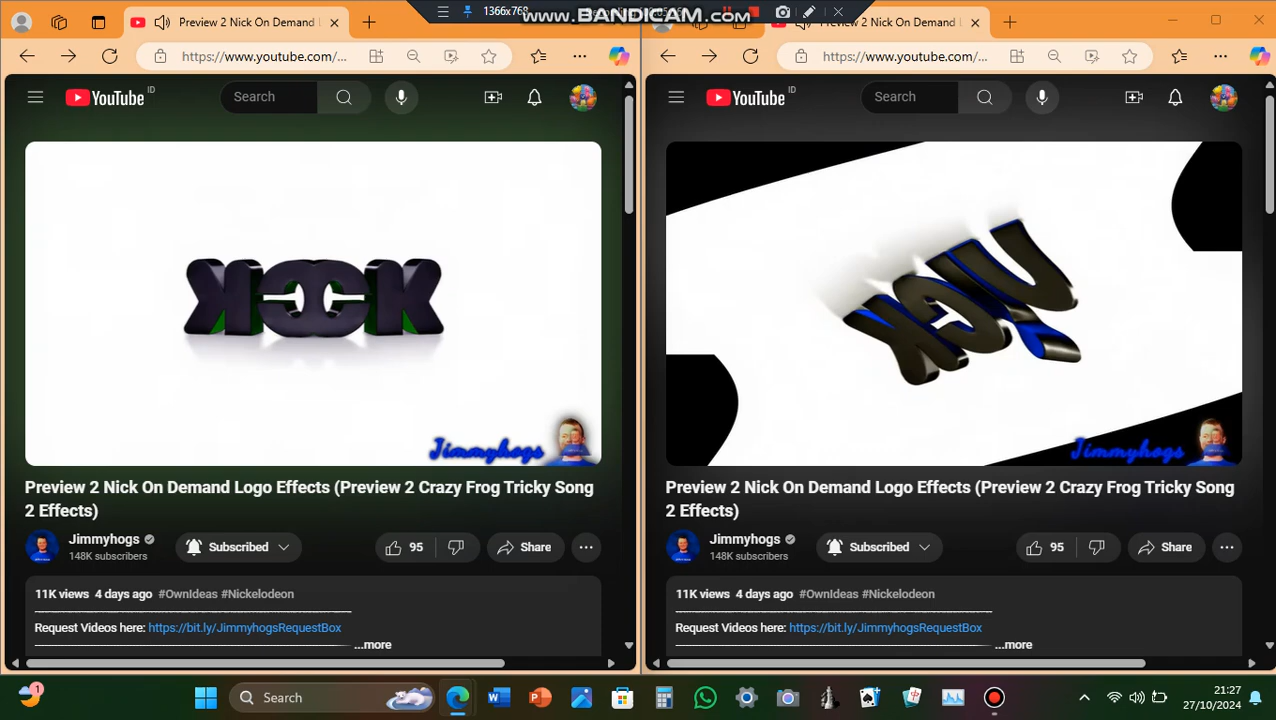 Preview 2 Nick On Demand L
1366x768
www.BANDICAM.com
Preview 2 Nick On Demand L
https://www.youtube.com/...
https://www.youtube.com/...
YouTube ID
Search
YouTube ID
Search
Jimmyhogs
Jimmyhogs
Preview 2 Nick On Demand Logo Effects (Preview 2 Crazy Frog Tricky Song
2 Effects)
Jimmyhogs
148K subscribers
Subscribed
95
Share
11K views 4 days ago #OwnIdeas #Nickelodeon
Request Videos here: https://bit.ly/JimmyhogsRequestBox
...more
Preview 2 Nick On Demand Logo Effects (Preview 2 Crazy Frog Tricky Song
2 Effects)
Jimmyhogs
148K subscribers
Subscribed
95
Share
11K views 4 days ago #OwnIdeas #Nickelodeon
Request Videos here: https://bit.ly/JimmyhogsRequestBox
...more
1
Search
21:27
27/10/2024